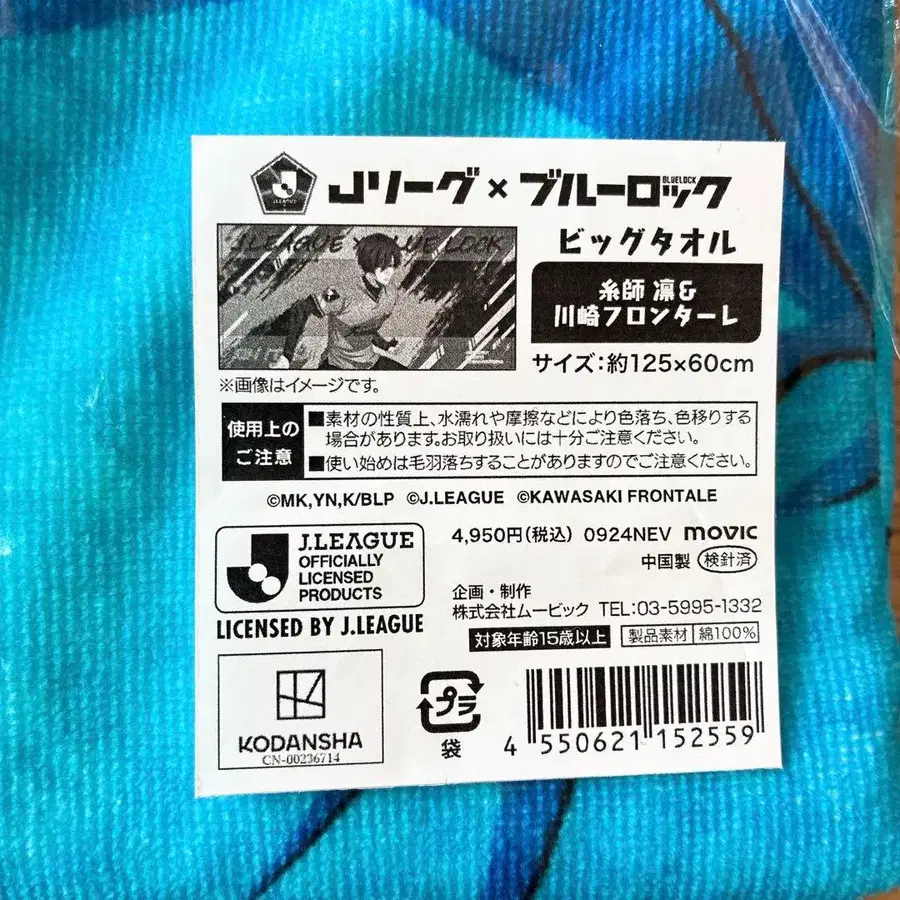 J.LEAGUE
Jリーグ×ブルーロック
BLUELOCK
J.LEAGUE × BLUE LOCK
ビッグタオル
糸師 凛&
川崎フロンターレ
サイズ:約125×60cm
※画像はイメージです。
使用上の
ご注意
■素材の性質上、水濡れや摩擦などにより色落ち、色移りする
場合があります。お取り扱いには十分ご注意ください。
■使い始めは毛羽落ちすることがありますのでご注意ください。
©MK,YN,K/BLP ©J.LEAGUE ©KAWASAKI FRONTALE
J.LEAGUE
OFFICIALLY
LICENSED
PRODUCTS
LICENSED BY J.LEAGUE
4,950円(税込) 0924NEV movic
中国製 検針済
企画・制作
株式会社ムービック TEL:03-5995-1332
対象年齢15歳以上 製品素材 綿100%
KODANSHA
CN-00236714
プラ
袋
4 550621 152559